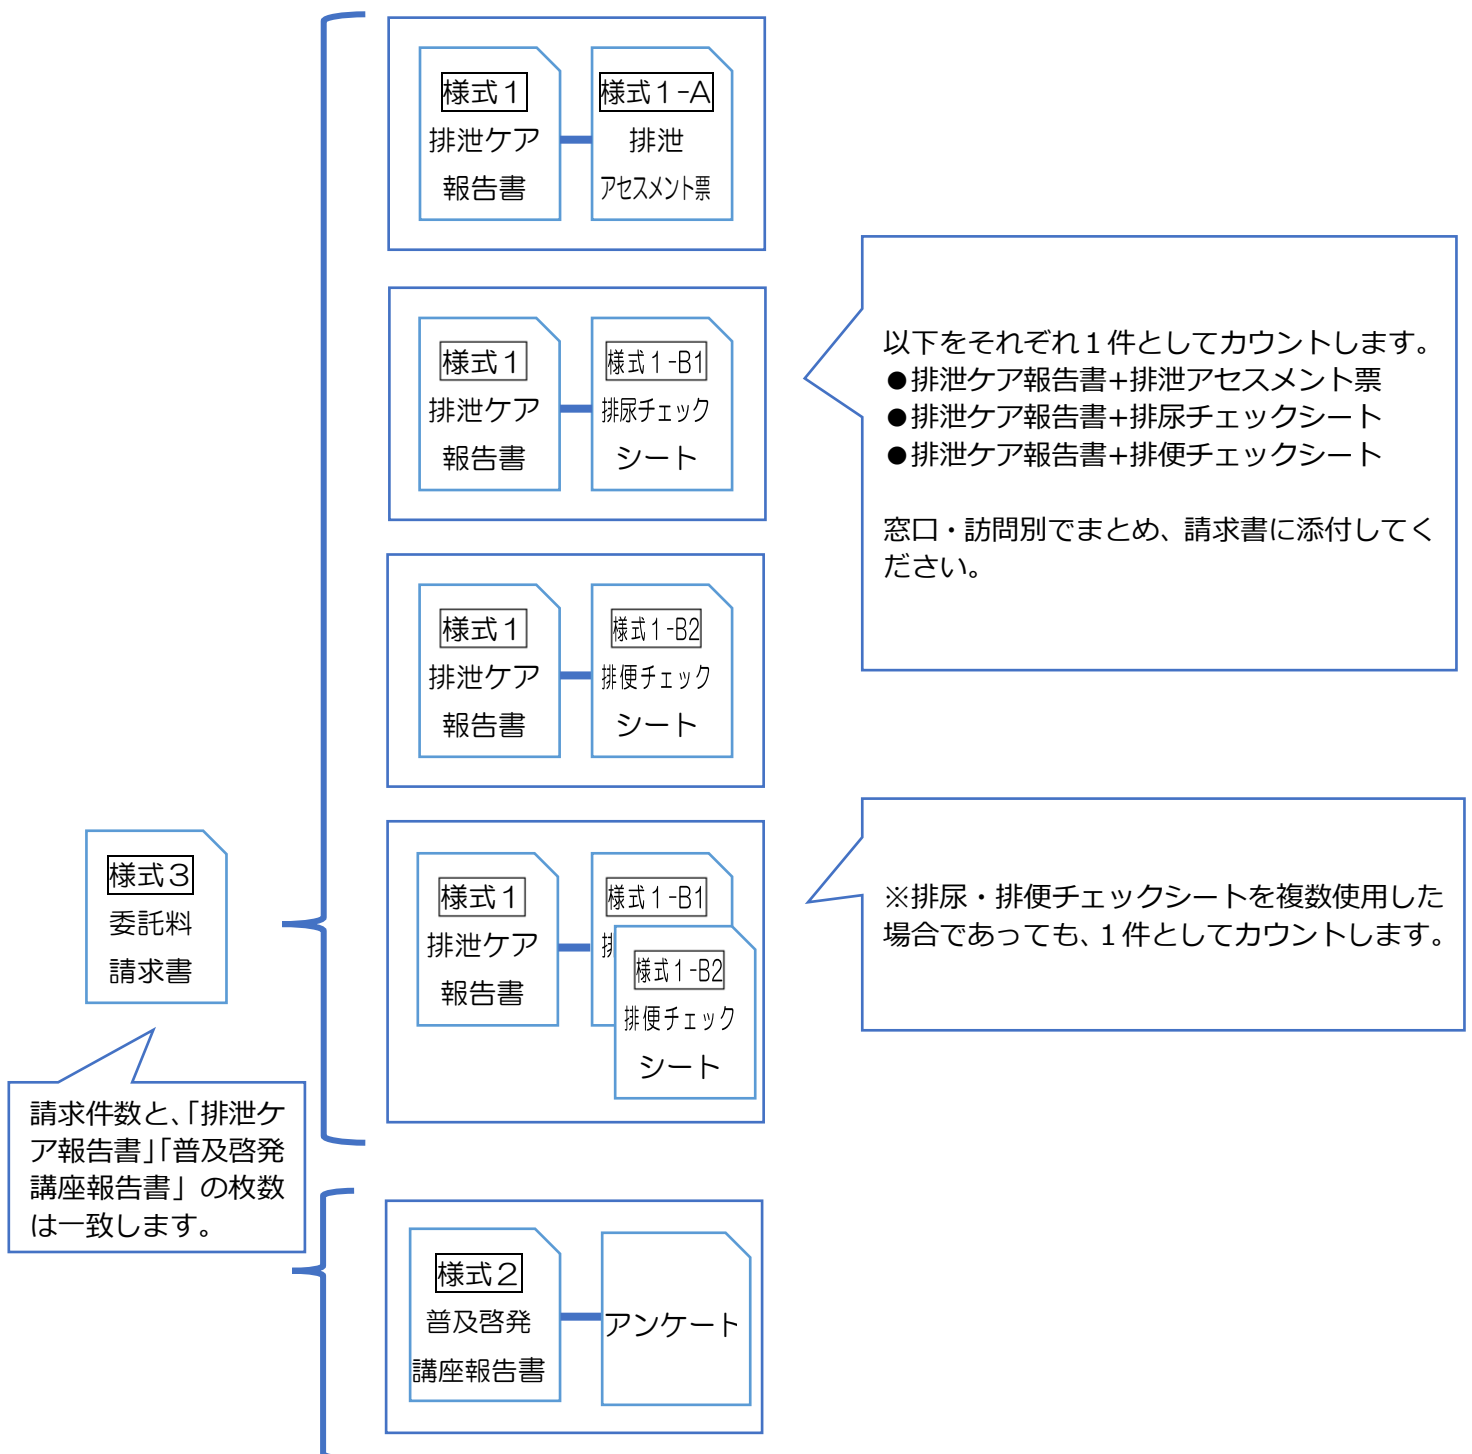 様式１
排泄ケア
報告書
様式１-A
排泄
アセスメント票
様式１
排泄ケア
報告書
様式１-B1
排尿チェック
シート
以下をそれぞれ１件としてカウントします。
●排泄ケア報告書+排泄アセスメント票
●排泄ケア報告書+排尿チェックシート
●排泄ケア報告書+排便チェックシート
窓口・訪問別でまとめ、請求書に添付してく
ださい。
様式１
排泄ケア
報告書
様式１-B2
排便チェック
シート
様式３
委託料
請求書
様式１
排泄ケア
報告書
様式１-B1
様式１-B2
排便チェック
シート
※排尿・排便チェックシートを複数使用した
場合であっても、１件としてカウントします。
請求件数と、「排泄ケ
ア報告書」「普及啓発
講座報告書」の枚数
は一致します。
様式２
普及啓発
講座報告書
アンケート